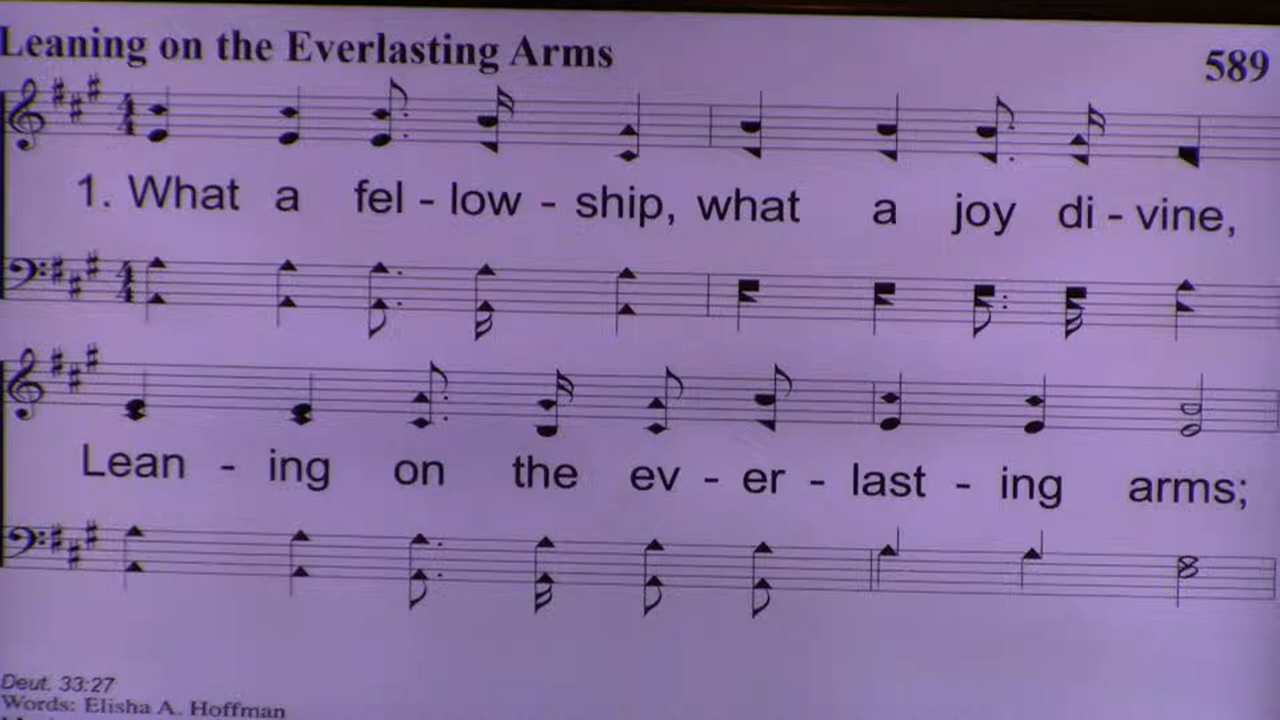 Leaning on the Everlasting Arms 589
1. What a fel - low - ship, what a joy di - vine,
Lean - ing on the ev - er - last - ing arms;
Deut. 33:27
Words: Elisha A. Hoffman